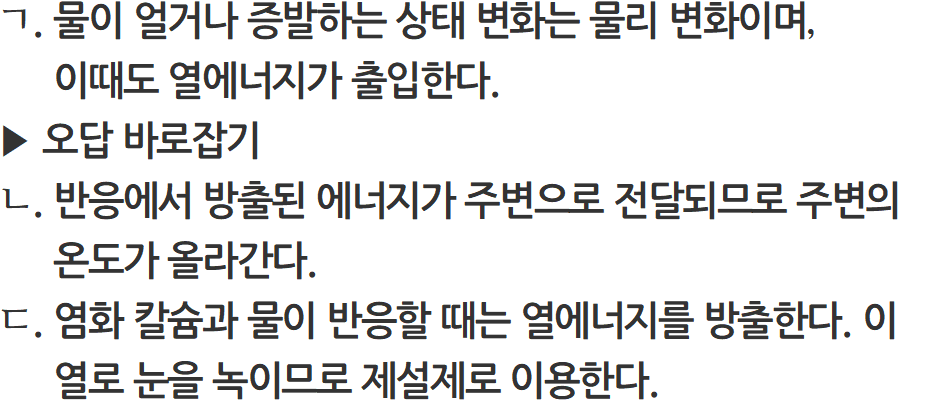 ㄱ. 물이 얼거나 증발하는 상태 변화는 물리 변화이며,
이때도 열에너지가 출입한다.
▶ 오답 바로잡기
ㄴ. 반응에서 방출된 에너지가 주변으로 전달되므로 주변의
온도가 올라간다.
ㄷ. 염화 칼슘과 물이 반응할 때는 열에너지를 방출한다. 이
열로 눈을 녹이므로 제설제로 이용한다.